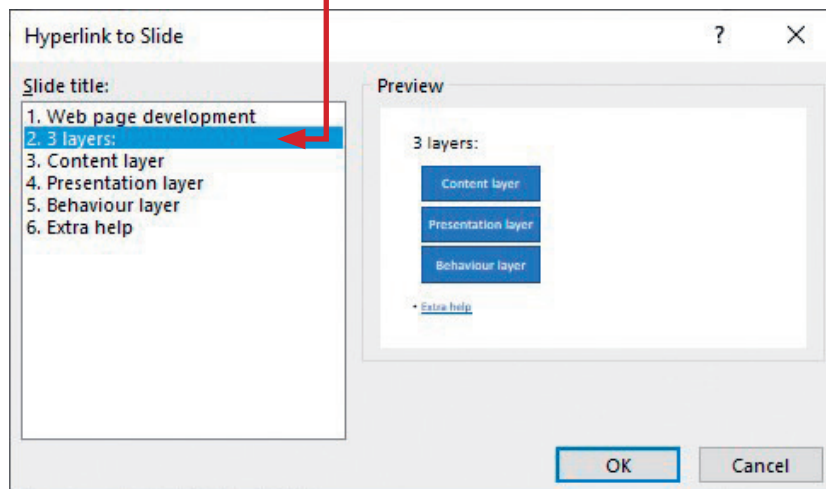 Hyperlink to Slide ? X
Slide title:
1. Web page development
2. 3 layers:
3. Content layer
4. Presentation layer
5. Behaviour layer
6. Extra help
Preview
3 layers:
Content layer
Presentation layer
Behaviour layer
• Extra help
OK Cancel